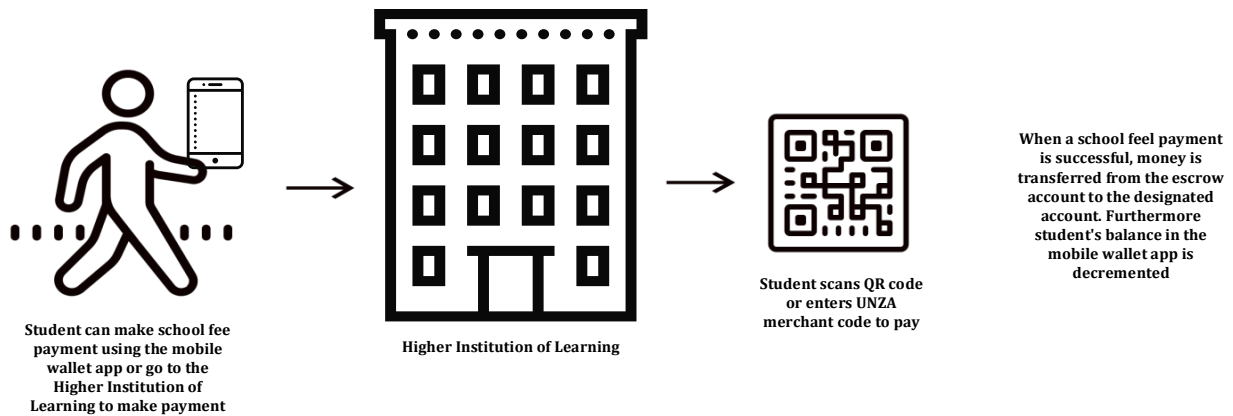 Student can make school fee
payment using the mobile
wallet app or go to the
Higher Institution of
Learning to make payment
Higher Institution of Learning
Student scans QR code
or enters UNZA
merchant code to pay
When a school feel payment
is successful, money is
transferred from the escrow
account to the designated
account. Furthermore
student's balance in the
mobile wallet app is
decremented